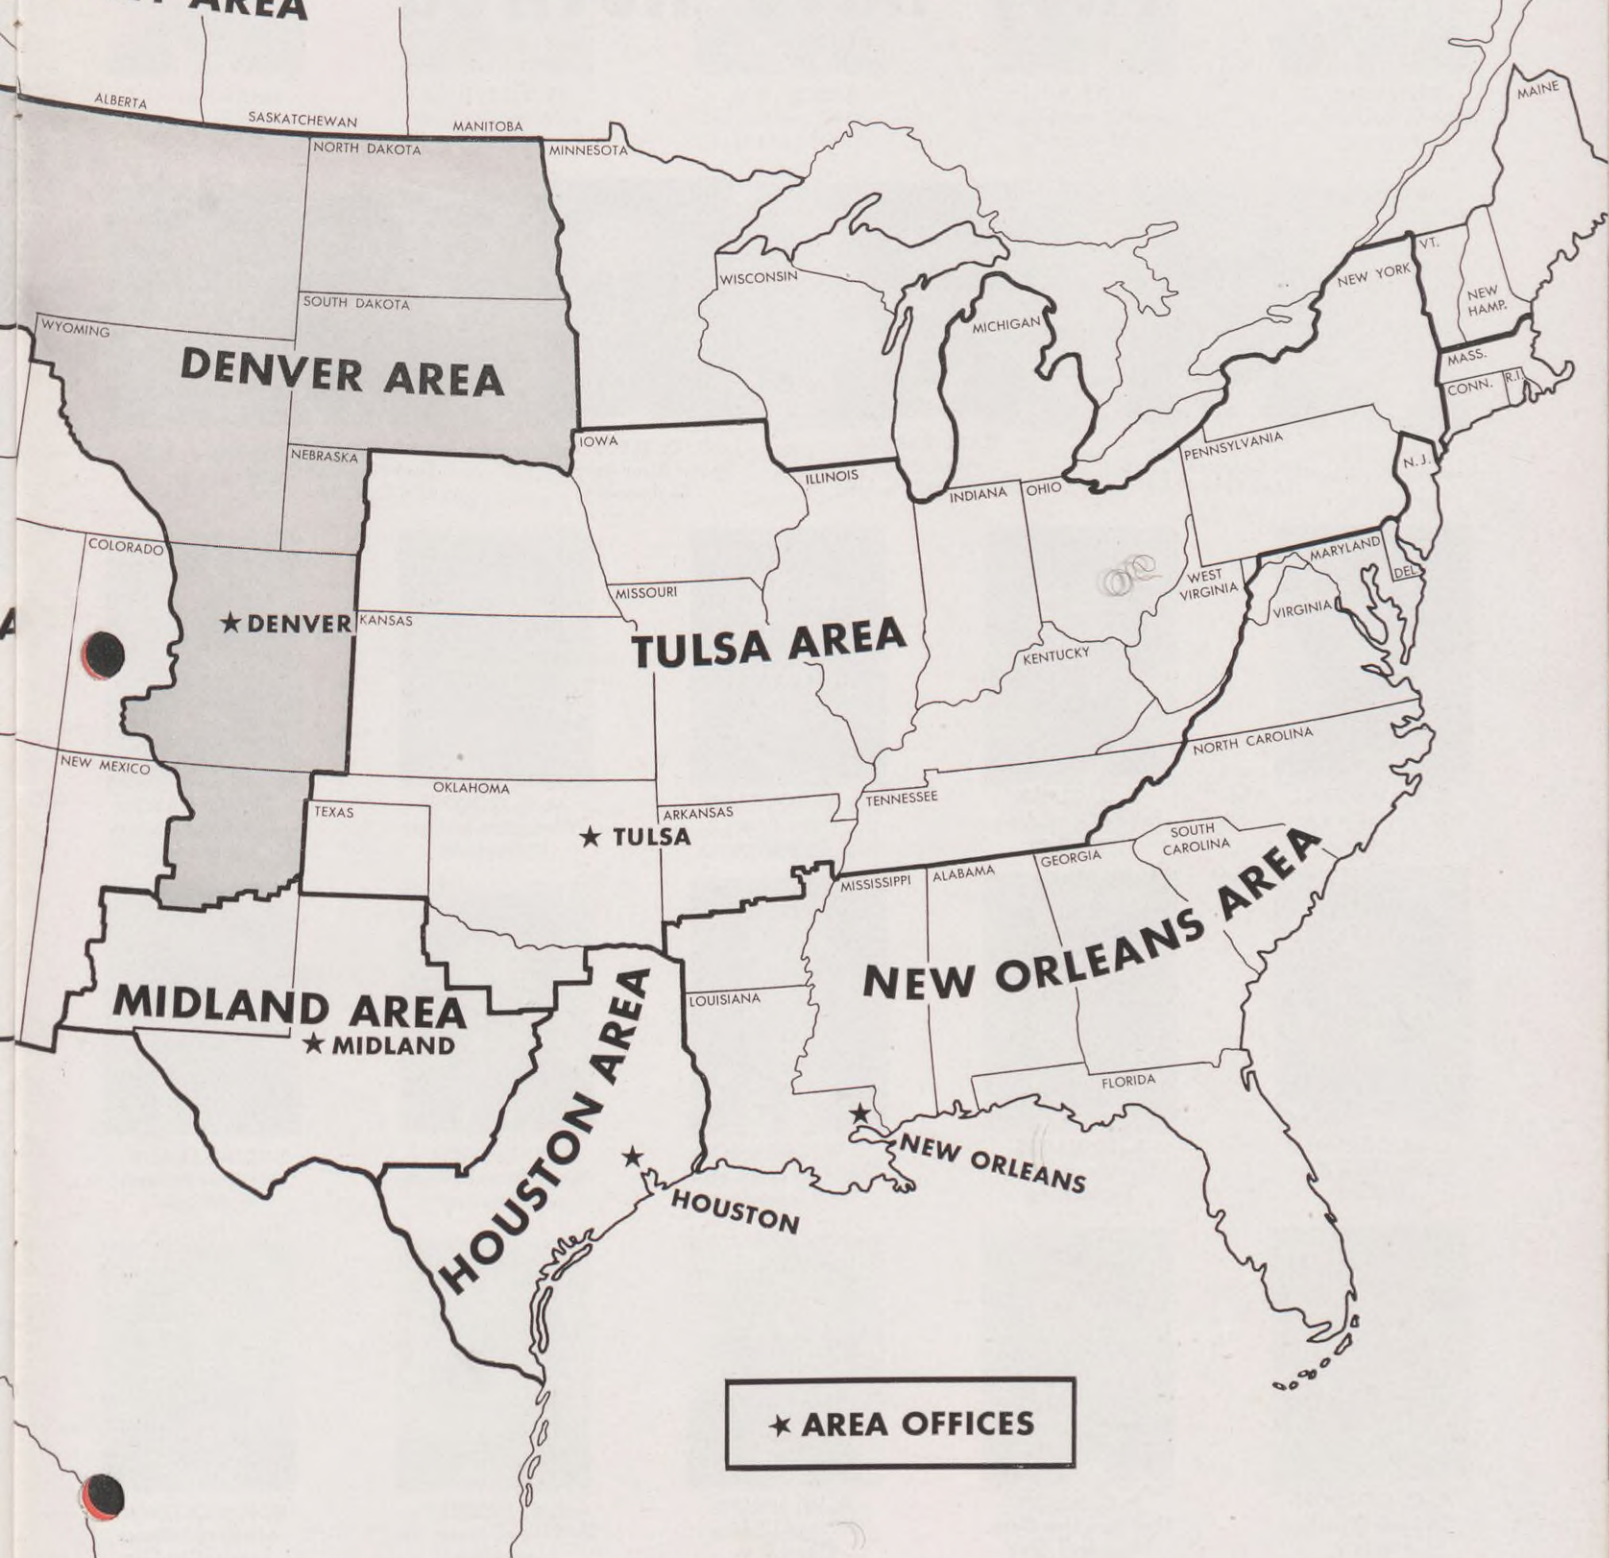 AREA
ALBERTA
SASKATCHEWAN
MANITOBA
MAINE
NORTH DAKOTA
MINNESOTA
VT.
NEW YORK
NEW
HAMP.
WISCONSIN
SOUTH DAKOTA
WYOMING
MICHIGAN
MASS.
DENVER AREA
CONN.
R.I.
IOWA
NEBRASKA
PENNSYLVANIA
N. J.
ILLINOIS
INDIANA
OHIO
COLORADO
MARYLAND
DEL.
WEST
VIRGINIA
MISSOURI
VIRGINIA
★ DENVER
KANSAS
TULSA AREA
KENTUCKY
NORTH CAROLINA
NEW MEXICO
OKLAHOMA
TENNESSEE
TEXAS
ARKANSAS
★ TULSA
SOUTH
CAROLINA
GEORGIA
MISSISSIPPI
ALABAMA
NEW ORLEANS AREA
MIDLAND AREA
LOUISIANA
★ MIDLAND
HOUSTON AREA
FLORIDA
★ NEW ORLEANS
★ HOUSTON
★ AREA OFFICES